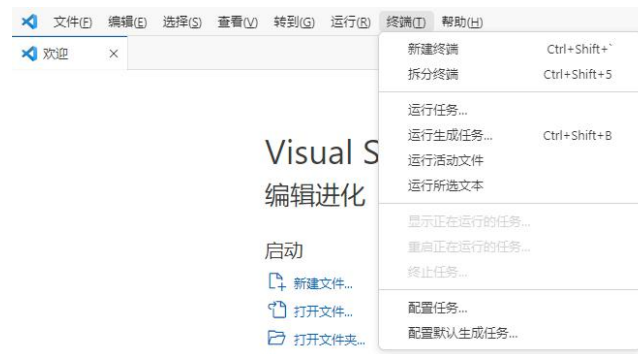 文件(F) 编辑(E) 选择(S) 查看(V) 转到(G) 运行(R) 终端(T) 帮助(H)
欢迎 ×
新建终端 Ctrl+Shift+`
拆分终端 Ctrl+Shift+5
运行任务...
运行生成任务... Ctrl+Shift+B
运行活动文件
运行所选文本
显示正在运行的任务...
重启正在运行的任务...
终止任务...
配置任务...
配置默认生成任务...
Visual S
编辑进化
启动
新建文件...
打开文件...
打开文件夹...